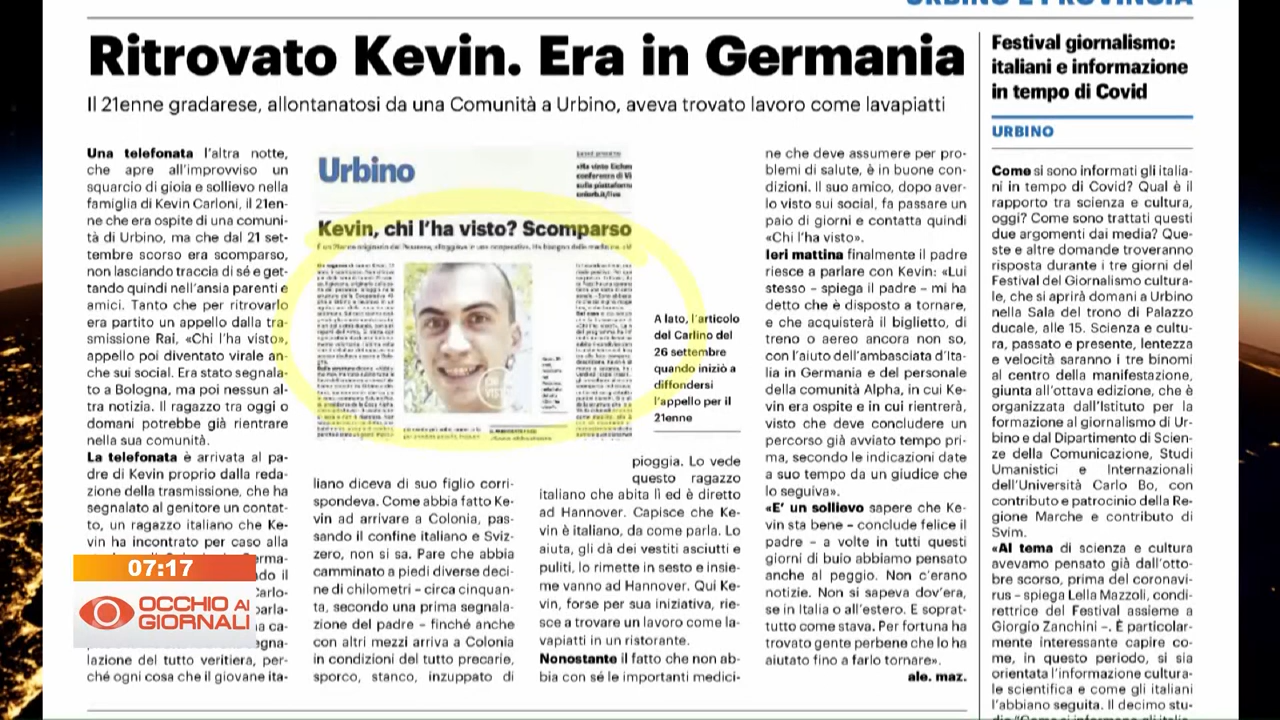 URBINO E PROVINCIA
Ritrovato Kevin. Era in Germania
Il 21enne gradarese, allontanatosi da una Comunità a Urbino, aveva trovato lavoro come lavapiatti
Una telefonata l'altra notte,
che apre all'improvviso un
squarcio di gioia e sollievo nella
famiglia di Kevin Carloni, il 21en-
ne che era ospite di una comuni-
tà di Urbino, ma che dal 21 set-
tembre scorso era scomparso,
non lasciando traccia di sé e get-
tando quindi nell'ansia parenti e
amici. Tanto che per ritrovarlo
era partito un appello dalla tra-
smissione Rai, «Chi l'ha visto»,
appello poi diventato virale an-
che sui social. Era stato segnala-
to a Bologna, ma poi nessun al-
tra notizia. Il ragazzo tra oggi o
domani potrebbe già rientrare
nella sua comunità.
La telefonata è arrivata al pa-
dre di Kevin proprio dalla reda-
zione della trasmissione, che ha
segnalato al genitore un contat-
to, un ragazzo italiano che Ke-
vin ha incontrato per caso alla
lazione del tutto veritiera, per-
ché ogni cosa che il giovane ita-
Urbino
Kevin, chi l'ha visto? Scomparso
A lato, l'articolo
del Carlino del
26 settembre
quando iniziò a
diffondersi
l'appello per il
21enne
liano diceva di suo figlio corri-
spondeva. Come abbia fatto Ke-
vin ad arrivare a Colonia, pas-
sando il confine italiano e Sviz-
zero, non si sa. Pare che abbia
camminato a piedi diverse deci-
ne di chilometri – circa cinquan-
ta, secondo una prima segnala-
zione del padre – finché anche
con altri mezzi arriva a Colonia
in condizioni del tutto precarie,
sporco, stanco, inzuppato di
pioggia. Lo vede
questo ragazzo
italiano che abita lì ed è diretto
ad Hannover. Capisce che Ke-
vin è italiano, da come parla. Lo
aiuta, gli dà dei vestiti asciutti e
puliti, lo rimette in sesto e insie-
me vanno ad Hannover. Qui Ke-
vin, forse per sua iniziativa, rie-
sce a trovare un lavoro come la-
vapiatti in un ristorante.
Nonostante il fatto che non ab-
bia con sé le importanti medici-
ne che deve assumere per pro-
blemi di salute, è in buone con-
dizioni. Il suo amico, dopo aver-
lo visto sui social, fa passare un
paio di giorni e contatta quindi
«Chi l'ha visto».
Ieri mattina finalmente il padre
riesce a parlare con Kevin: «Lui
stesso – spiega il padre – mi ha
detto che è disposto a tornare,
e che acquisterà il biglietto, di
treno o aereo ancora non so,
con l'aiuto dell'ambasciata d'Ita-
lia in Germania e del personale
della Comunità Alpha, in cui Ke-
vin era ospite e in cui rientrerà,
visto che deve concludere un
percorso già avviato tempo pri-
ma, secondo le indicazioni date
a suo tempo da un giudice che
lo seguiva».
«E' un sollievo sapere che Ke-
vin sta bene – conclude felice il
padre – a volte in tutti questi
giorni di buio abbiamo pensato
anche al peggio. Non c'erano
notizie. Non si sapeva dov'era,
se in Italia o all'estero. E soprat-
tutto come stava. Per fortuna ha
trovato gente perbene che lo ha
aiutato fino a farlo tornare».
ale. maz.
Festival giornalismo:
italiani e informazione
in tempo di Covid
URBINO
Come si sono informati gli italia-
ni in tempo di Covid? Qual è il
rapporto tra scienza e cultura,
oggi? Come sono trattati questi
due argomenti dai media? Que-
ste e altre domande troveranno
risposta durante i tre giorni del
Festival del Giornalismo cultura-
le, che si aprirà domani a Urbino
nella Sala del trono di Palazzo
ducale, alle 15. Scienza e cultu-
ra, passato e presente, lentezza
e velocità saranno i tre binomi
al centro della manifestazione,
giunta all'ottava edizione, che è
organizzata dall'Istituto per la
formazione al giornalismo di Ur-
bino e dal Dipartimento di Scien-
ze della Comunicazione, Studi
Umanistici e Internazionali
dell'Università Carlo Bo, con
contributo e patrocinio della Re-
gione Marche e contributo di
Svim.
«Al tema di scienza e cultura
avevamo pensato già dall'otto-
bre scorso, prima del coronavi-
rus – spiega Lella Mazzoli, condi-
rettrice del Festival assieme a
Giorgio Zanchini –. È particolar-
mente interessante capire co-
me, in questo periodo, si sia
orientata l'informazione cultura-
le scientifica e come gli italiani
l'abbiano seguita. Il decimo stu-
07:17
OCCHIO AI
GIORNALI